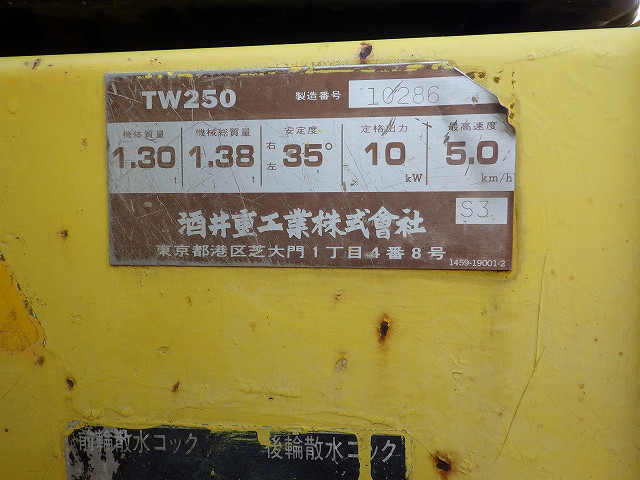 TW250 製造番号 10286
機体質量 機械総質量 安定度 定格出力 最高速度
1.30 t 1.38 t 右左 35° 10 kW 5.0 km/h
S3
酒井重工業株式會社
東京都港区芝大門1丁目4番8号
1459-19001-2
前輪散水コック 後輪散水コック